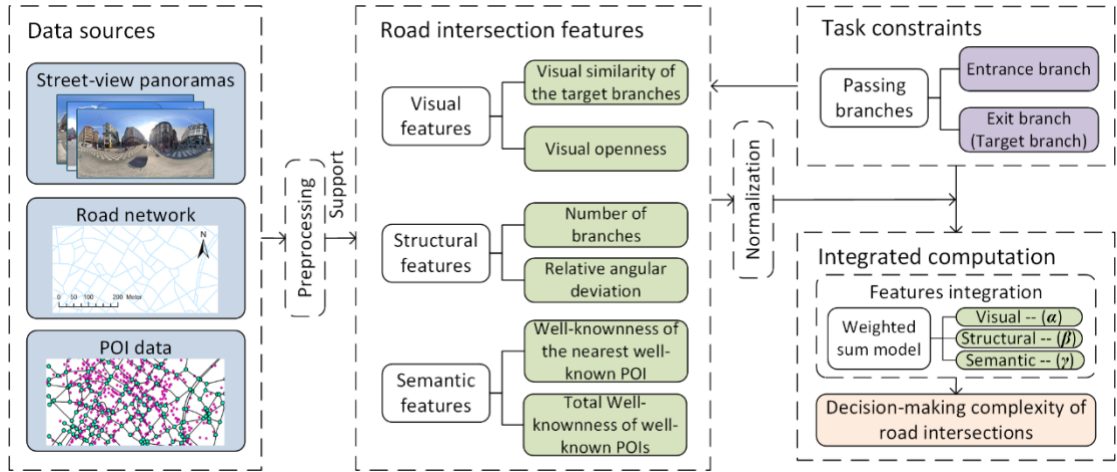 Data sources
Street-view panoramas
Road network
N
0 50 100 200 Meter
POI data
Preprocessing
Support
Road intersection features
Visual
features
Visual similarity of
the target branches
Visual openness
Structural
features
Number of
branches
Relative angular
deviation
Semantic
features
Well-knownness of
the nearest well-
known POI
Total Well-
knownness of well-
known POIs
Normalization
Task constraints
Passing
branches
Entrance branch
Exit branch
(Target branch)
Integrated computation
Features integration
Weighted
sum model
Visual -- (α)
Structural -- (β)
Semantic -- (γ)
Decision-making complexity of
road intersections